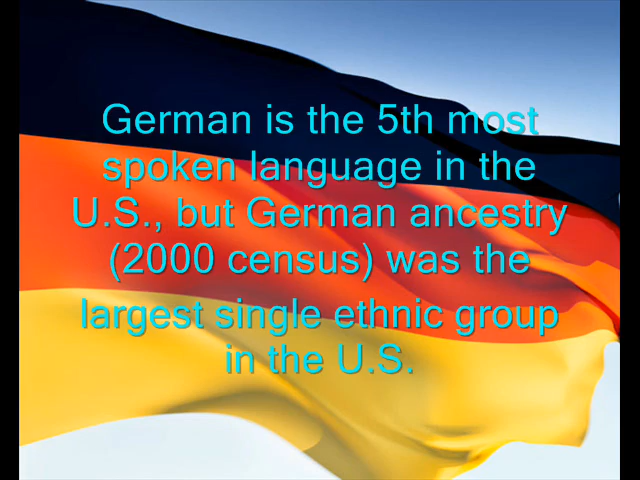 German is the 5th most
spoken language in the
U.S., but German ancestry
(2000 census) was the
largest single ethnic group
in the U.S.